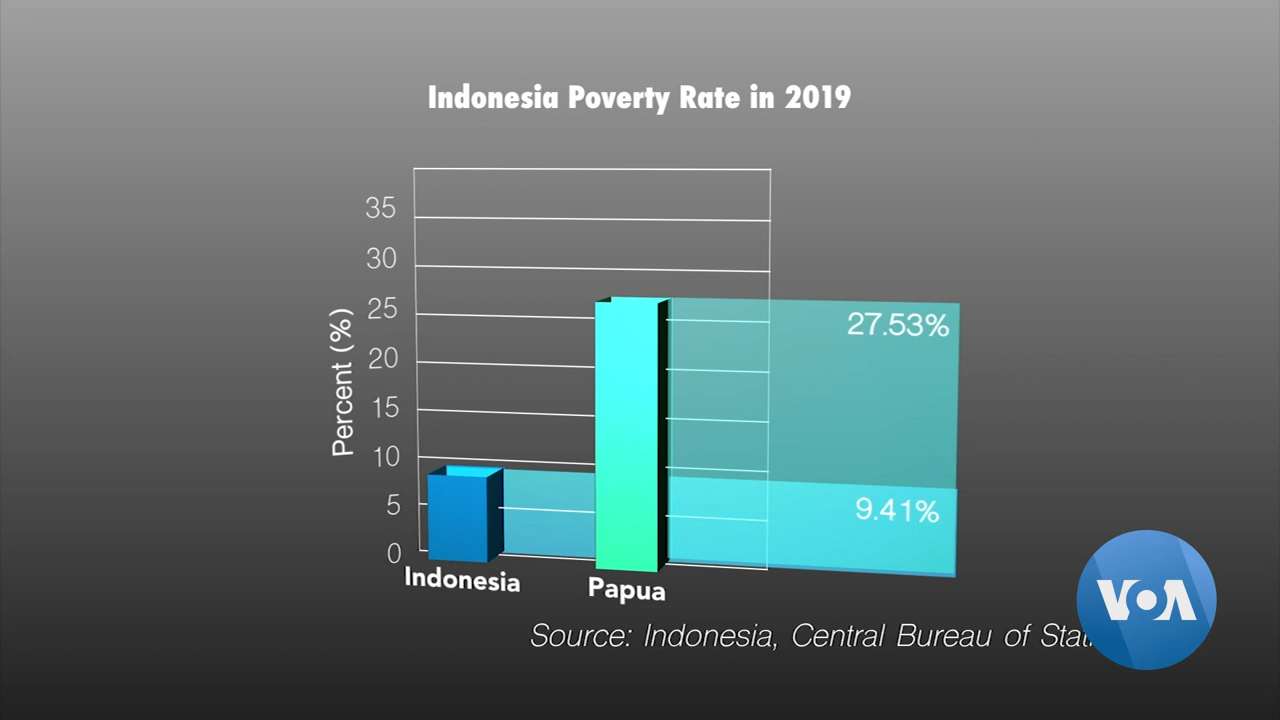 Indonesia Poverty Rate in 2019
Percent (%)
35
30
25
20
15
10
5
0
27.53%
9.41%
Indonesia
Papua
Source: Indonesia, Central Bureau of
VOA